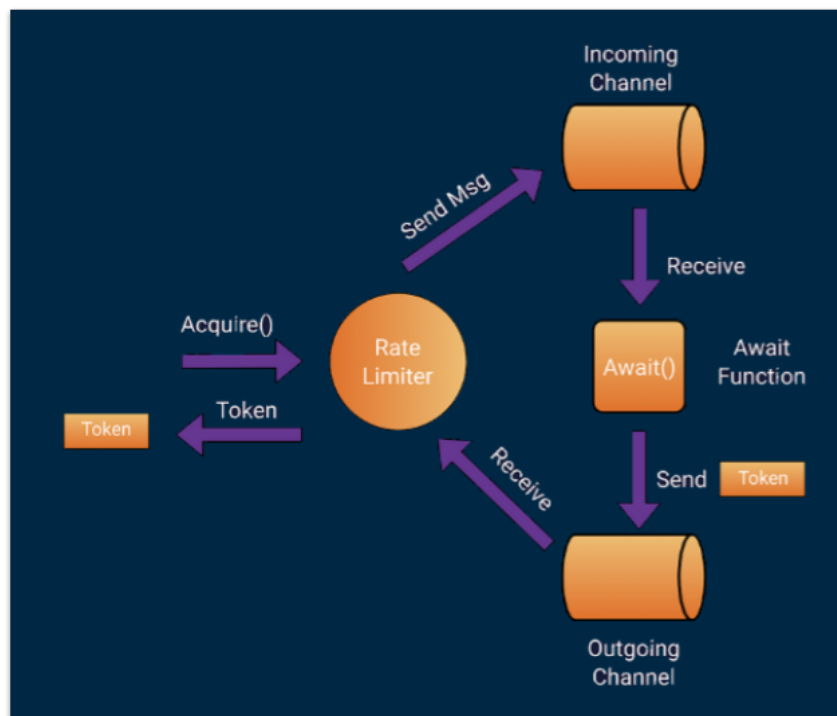 Incoming
Channel
Send Msg
Receive
Acquire()
Rate
Limiter
Await()
Await
Function
Token
Token
Receive
Send
Token
Outgoing
Channel